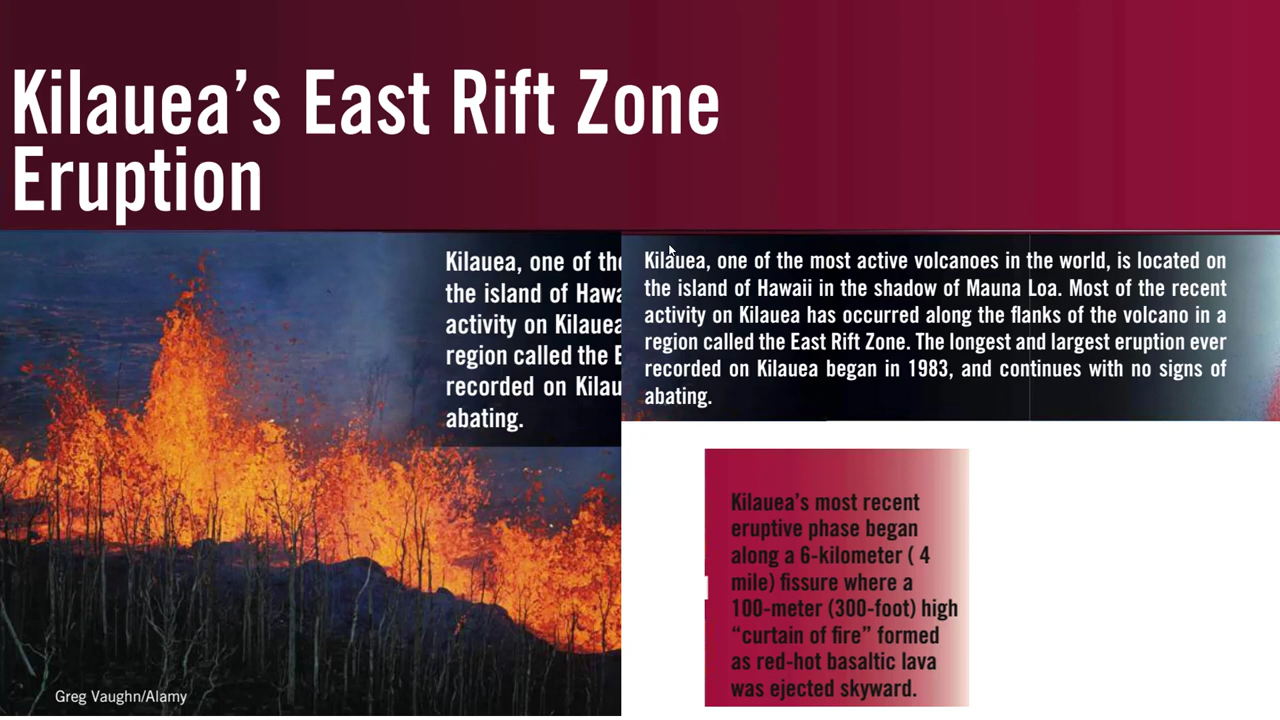 Kilauea’s East Rift Zone
Eruption
Kilauea, one of the
the island of Hawa
activity on Kilauea
region called the E
recorded on Kilau
abating.
Kilauea, one of the most active volcanoes in the world, is located on
the island of Hawaii in the shadow of Mauna Loa. Most of the recent
activity on Kilauea has occurred along the flanks of the volcano in a
region called the East Rift Zone. The longest and largest eruption ever
recorded on Kilauea began in 1983, and continues with no signs of
abating.
Kilauea’s most recent
eruptive phase began
along a 6-kilometer ( 4
mile) fissure where a
100-meter (300-foot) high
“curtain of fire” formed
as red-hot basaltic lava
was ejected skyward.
Greg Vaughn/Alamy